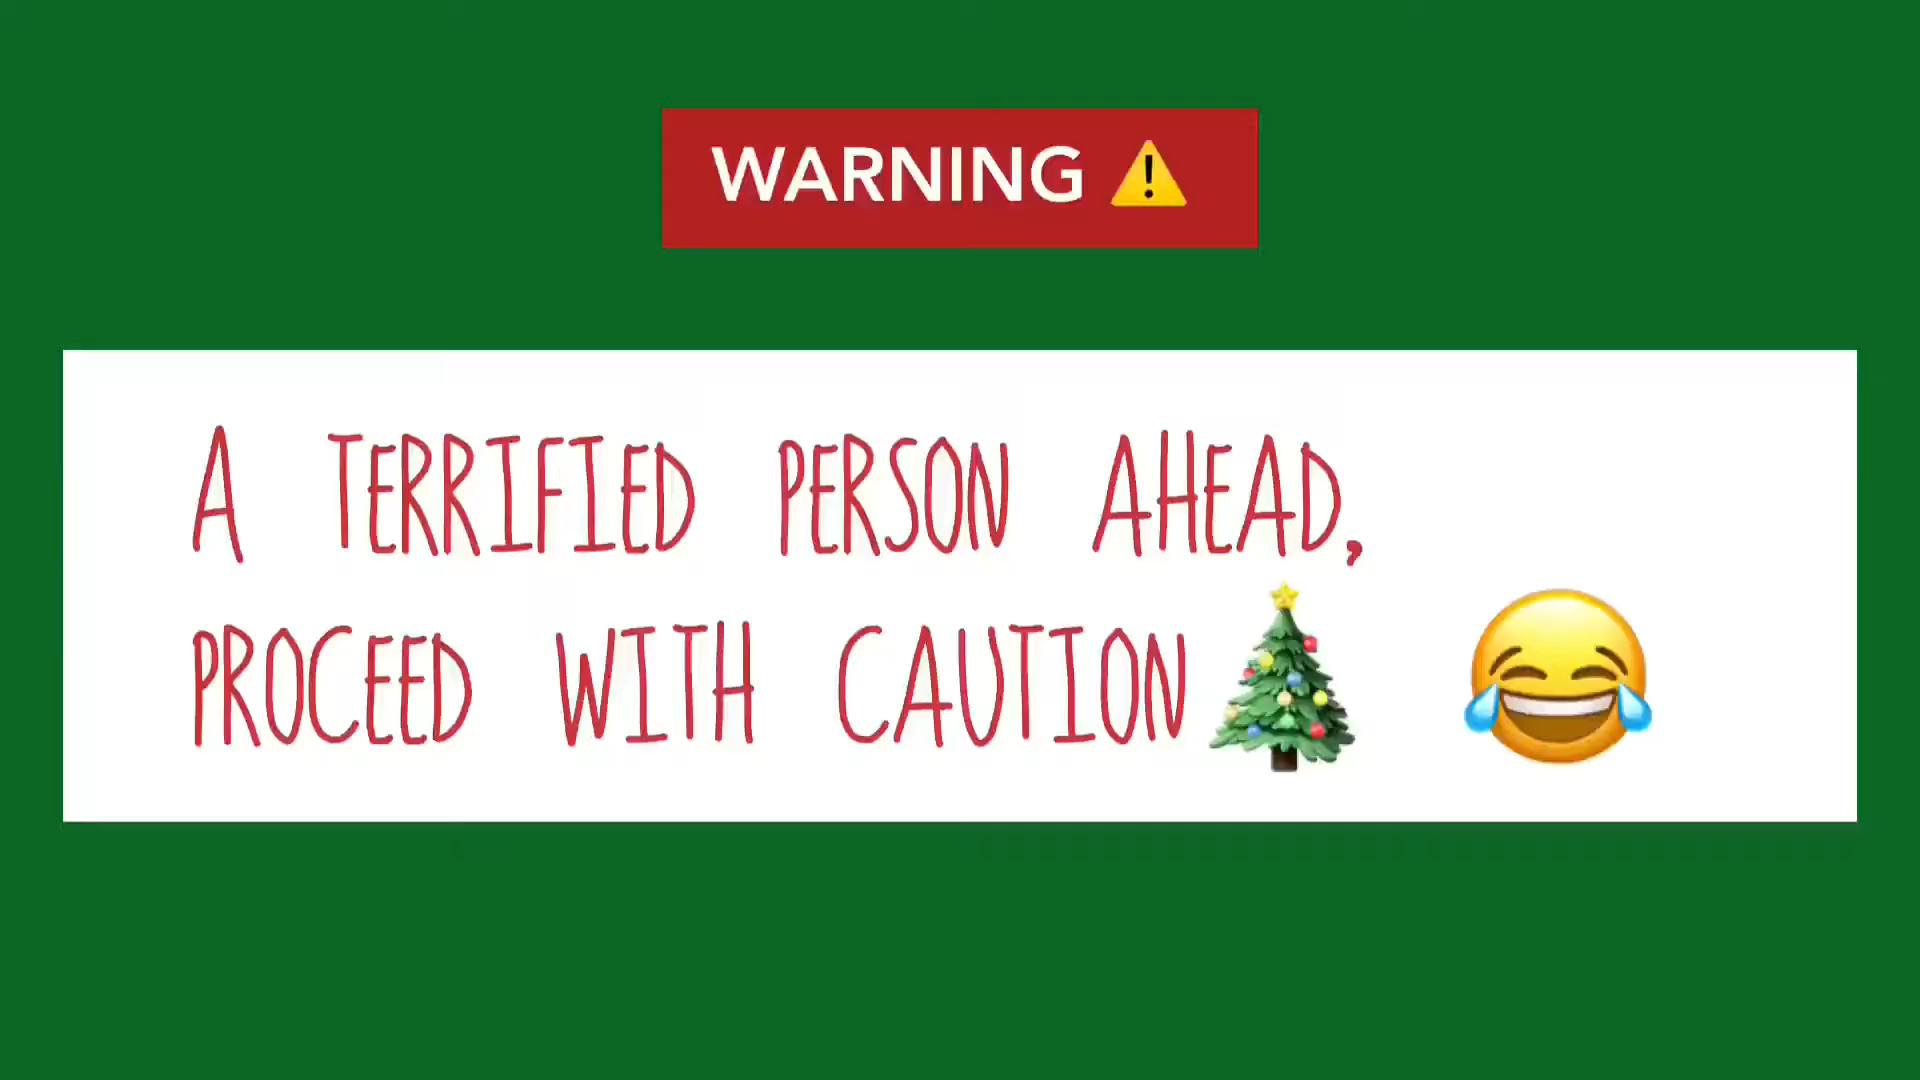 WARNING ⚠️
A TERRIFIED PERSON AHEAD,
PROCEED WITH CAUTION🎄 😂